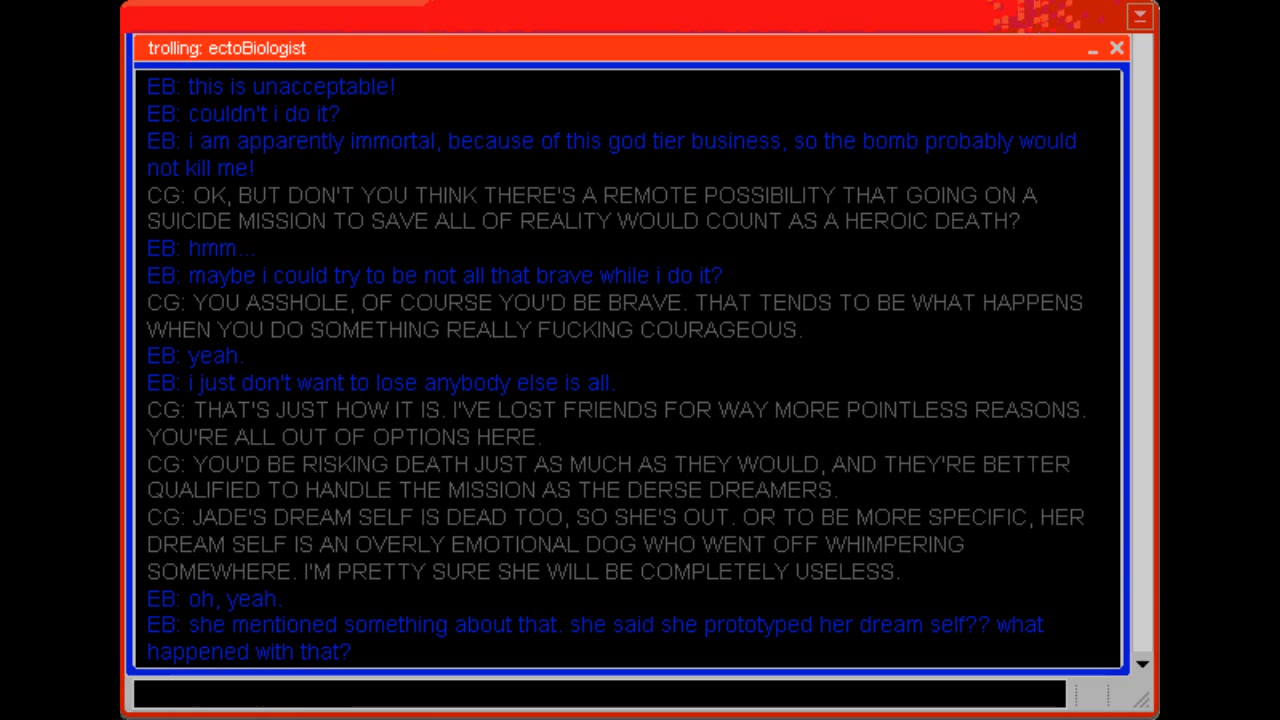 trolling: ectoBiologist
EB: this is unacceptable!
EB: couldn't i do it?
EB: i am apparently immortal, because of this god tier business, so the bomb probably would
not kill me!
CG: OK, BUT DON'T YOU THINK THERE'S A REMOTE POSSIBILITY THAT GOING ON A
SUICIDE MISSION TO SAVE ALL OF REALITY WOULD COUNT AS A HEROIC DEATH?
EB: hmm...
EB: maybe i could try to be not all that brave while i do it?
CG: YOU ASSHOLE, OF COURSE YOU'D BE BRAVE. THAT TENDS TO BE WHAT HAPPENS
WHEN YOU DO SOMETHING REALLY FUCKING COURAGEOUS.
EB: yeah.
EB: i just don't want to lose anybody else is all.
CG: THAT'S JUST HOW IT IS. I'VE LOST FRIENDS FOR WAY MORE POINTLESS REASONS.
YOU'RE ALL OUT OF OPTIONS HERE.
CG: YOU'D BE RISKING DEATH JUST AS MUCH AS THEY WOULD, AND THEY'RE BETTER
QUALIFIED TO HANDLE THE MISSION AS THE DERSE DREAMERS.
CG: JADE'S DREAM SELF IS DEAD TOO, SO SHE'S OUT. OR TO BE MORE SPECIFIC, HER
DREAM SELF IS AN OVERLY EMOTIONAL DOG WHO WENT OFF WHIMPERING
SOMEWHERE. I'M PRETTY SURE SHE WILL BE COMPLETELY USELESS.
EB: oh, yeah.
EB: she mentioned something about that. she said she prototyped her dream self?? what
happened with that?